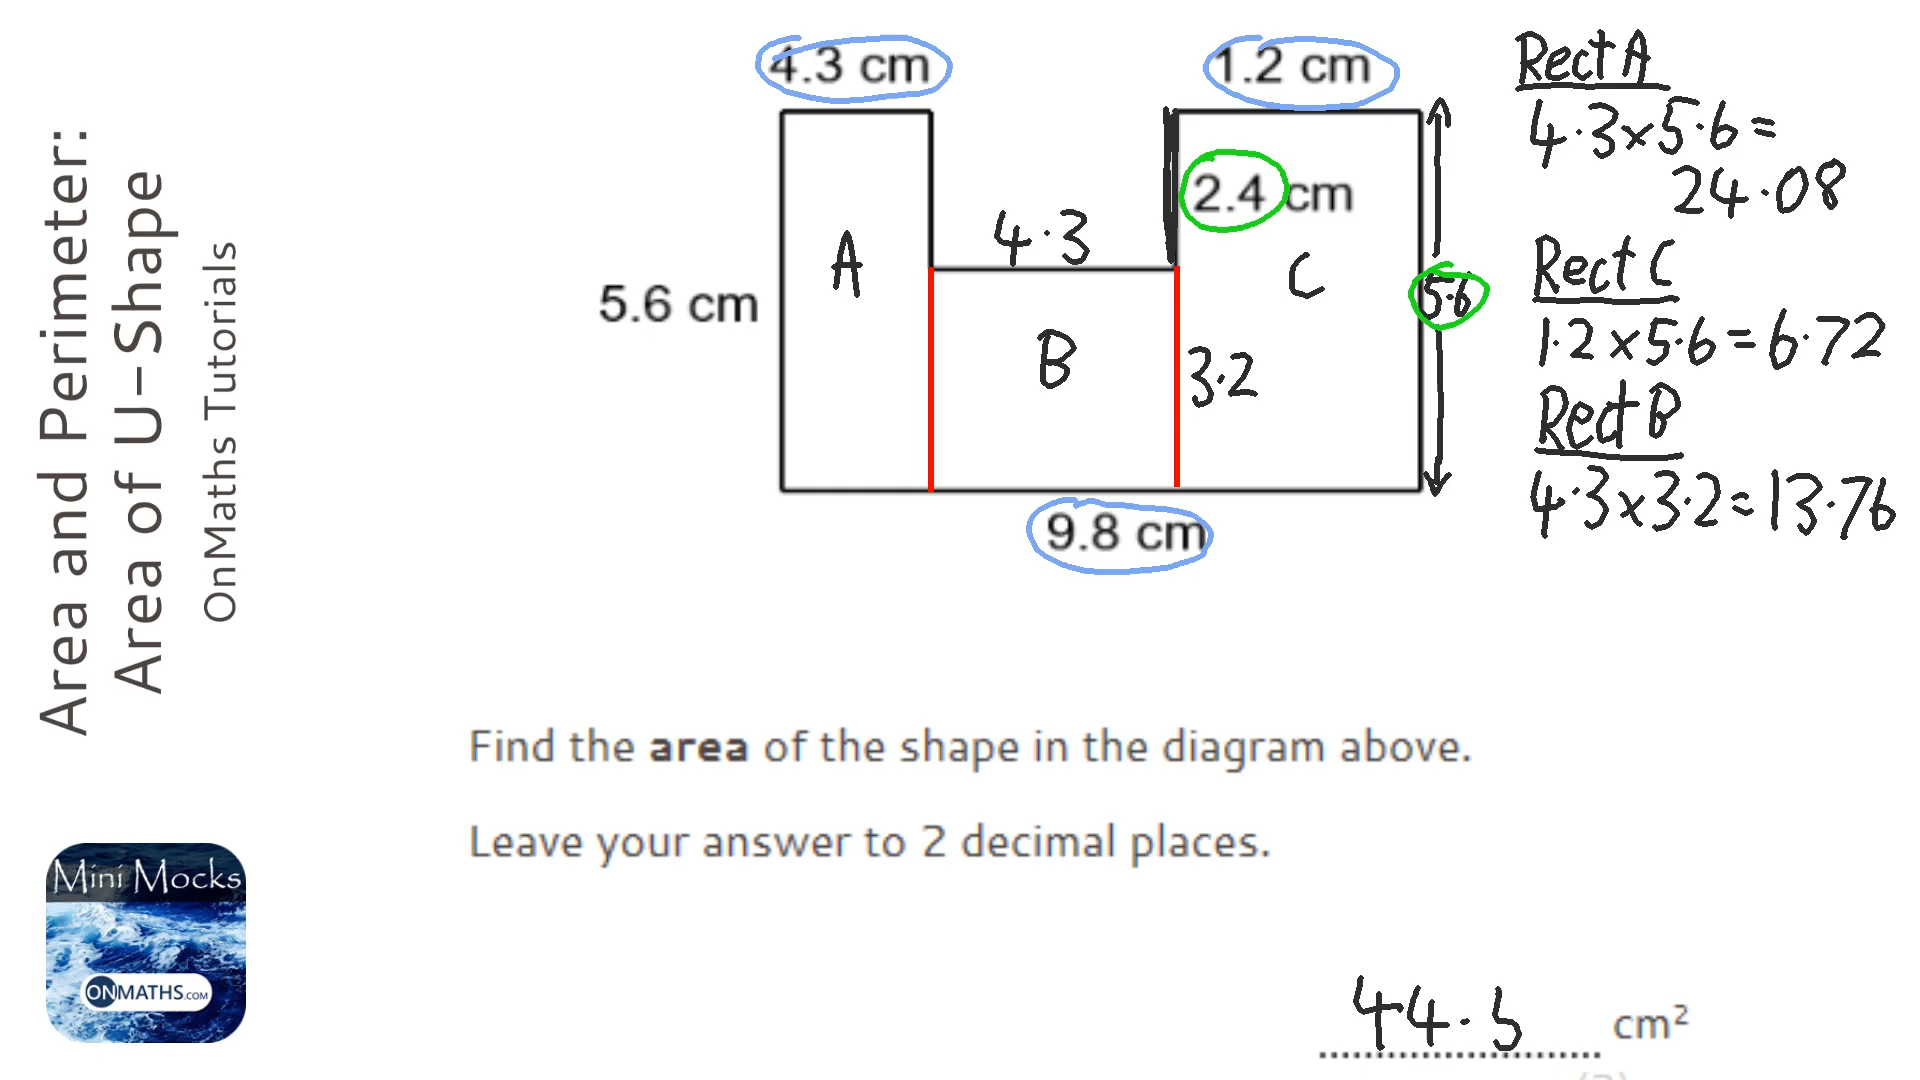 Area and Perimeter:
Area of U-Shape
OnMaths Tutorials
4.3 cm
1.2 cm
2.4 cm
4.3
A
C
5.6 cm
5.6
B
3.2
9.8 cm
Rect A
4.3×5.6=
24.08
Rect C
1.2×5.6=6.72
Rect B
4.3×3.2=13.76
Find the area of the shape in the diagram above.
Leave your answer to 2 decimal places.
Mini Mocks
ONMATHS.COM
44.5 cm²